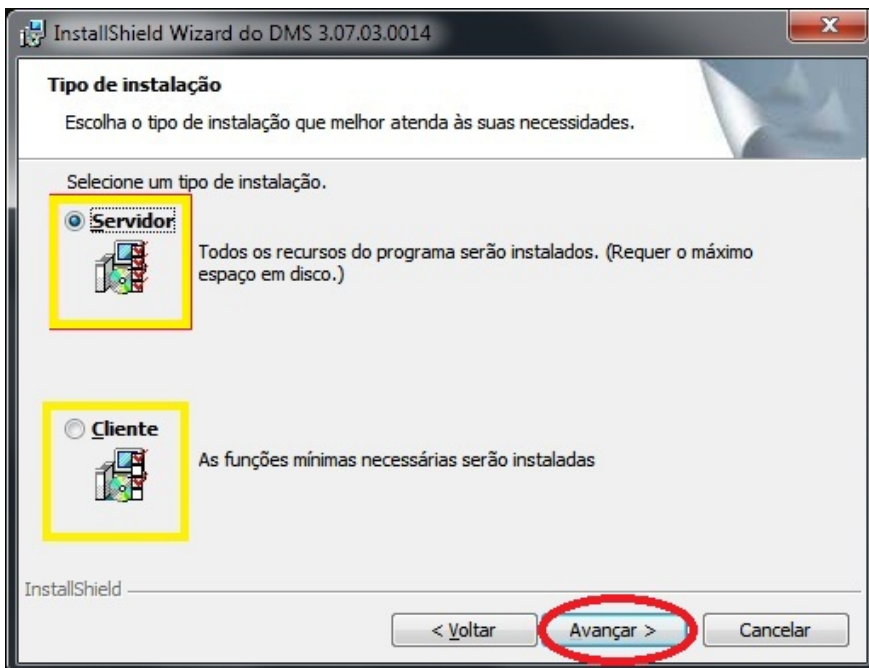 InstallShield Wizard do DMS 3.07.03.0014
Tipo de instalação
Escolha o tipo de instalação que melhor atenda às suas necessidades.
Selecione um tipo de instalação.
Servidor
Todos os recursos do programa serão instalados. (Requer o máximo
espaço em disco.)
Cliente
As funções mínimas necessárias serão instaladas
InstallShield
< Voltar
Avançar >
Cancelar